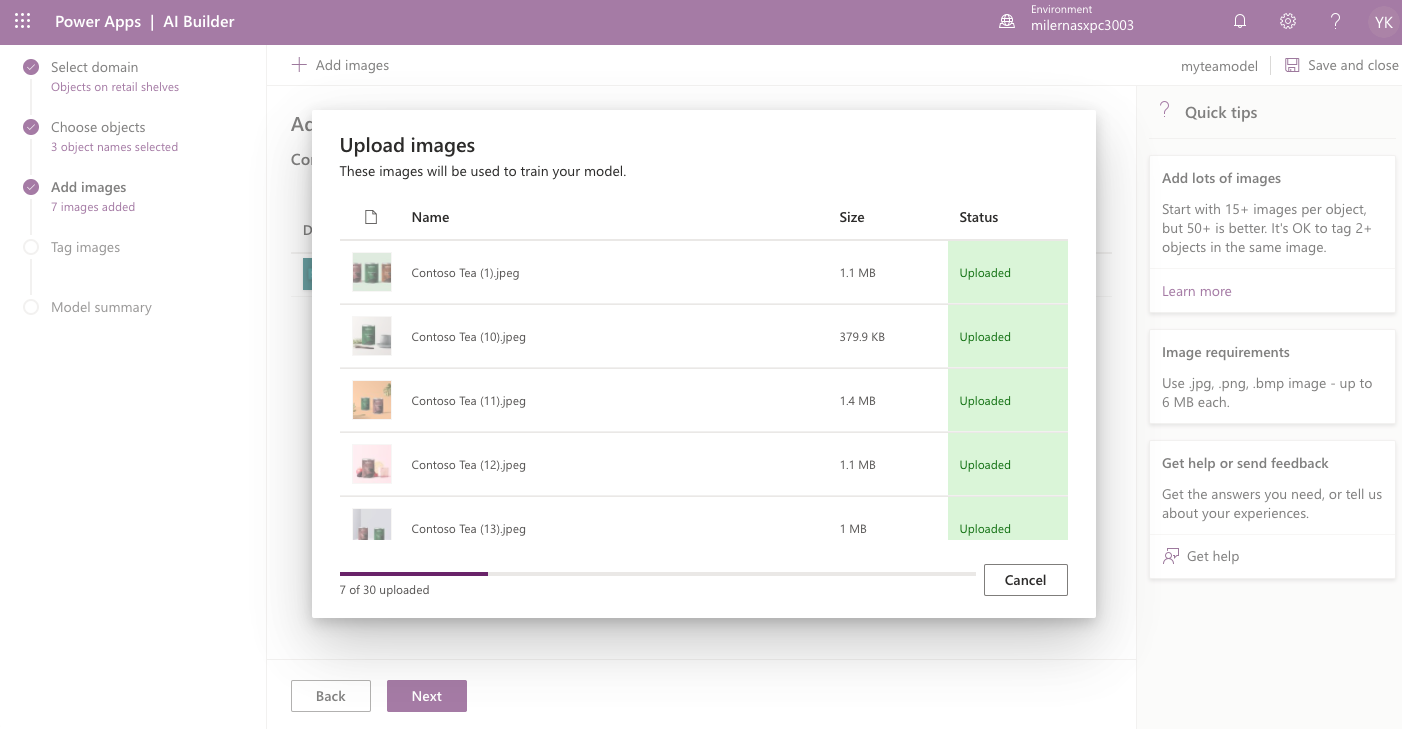 Power Apps | AI Builder
Environment
milernasxpc3003
YK
Select domain
Objects on retail shelves
Choose objects
3 object names selected
Add images
7 images added
Tag images
Model summary
Add images
myteamodel
Save and close
Ad
Co
D
Upload images
These images will be used to train your model.
Name Size Status
Contoso Tea (1).jpeg 1.1 MB Uploaded
Contoso Tea (10).jpeg 379.9 KB Uploaded
Contoso Tea (11).jpeg 1.4 MB Uploaded
Contoso Tea (12).jpeg 1.1 MB Uploaded
Contoso Tea (13).jpeg 1 MB Uploaded
7 of 30 uploaded
Cancel
Back
Next
Quick tips
Add lots of images
Start with 15+ images per object,
but 50+ is better. It's OK to tag 2+
objects in the same image.
Learn more
Image requirements
Use .jpg, .png, .bmp image - up to
6 MB each.
Get help or send feedback
Get the answers you need, or tell us
about your experiences.
Get help